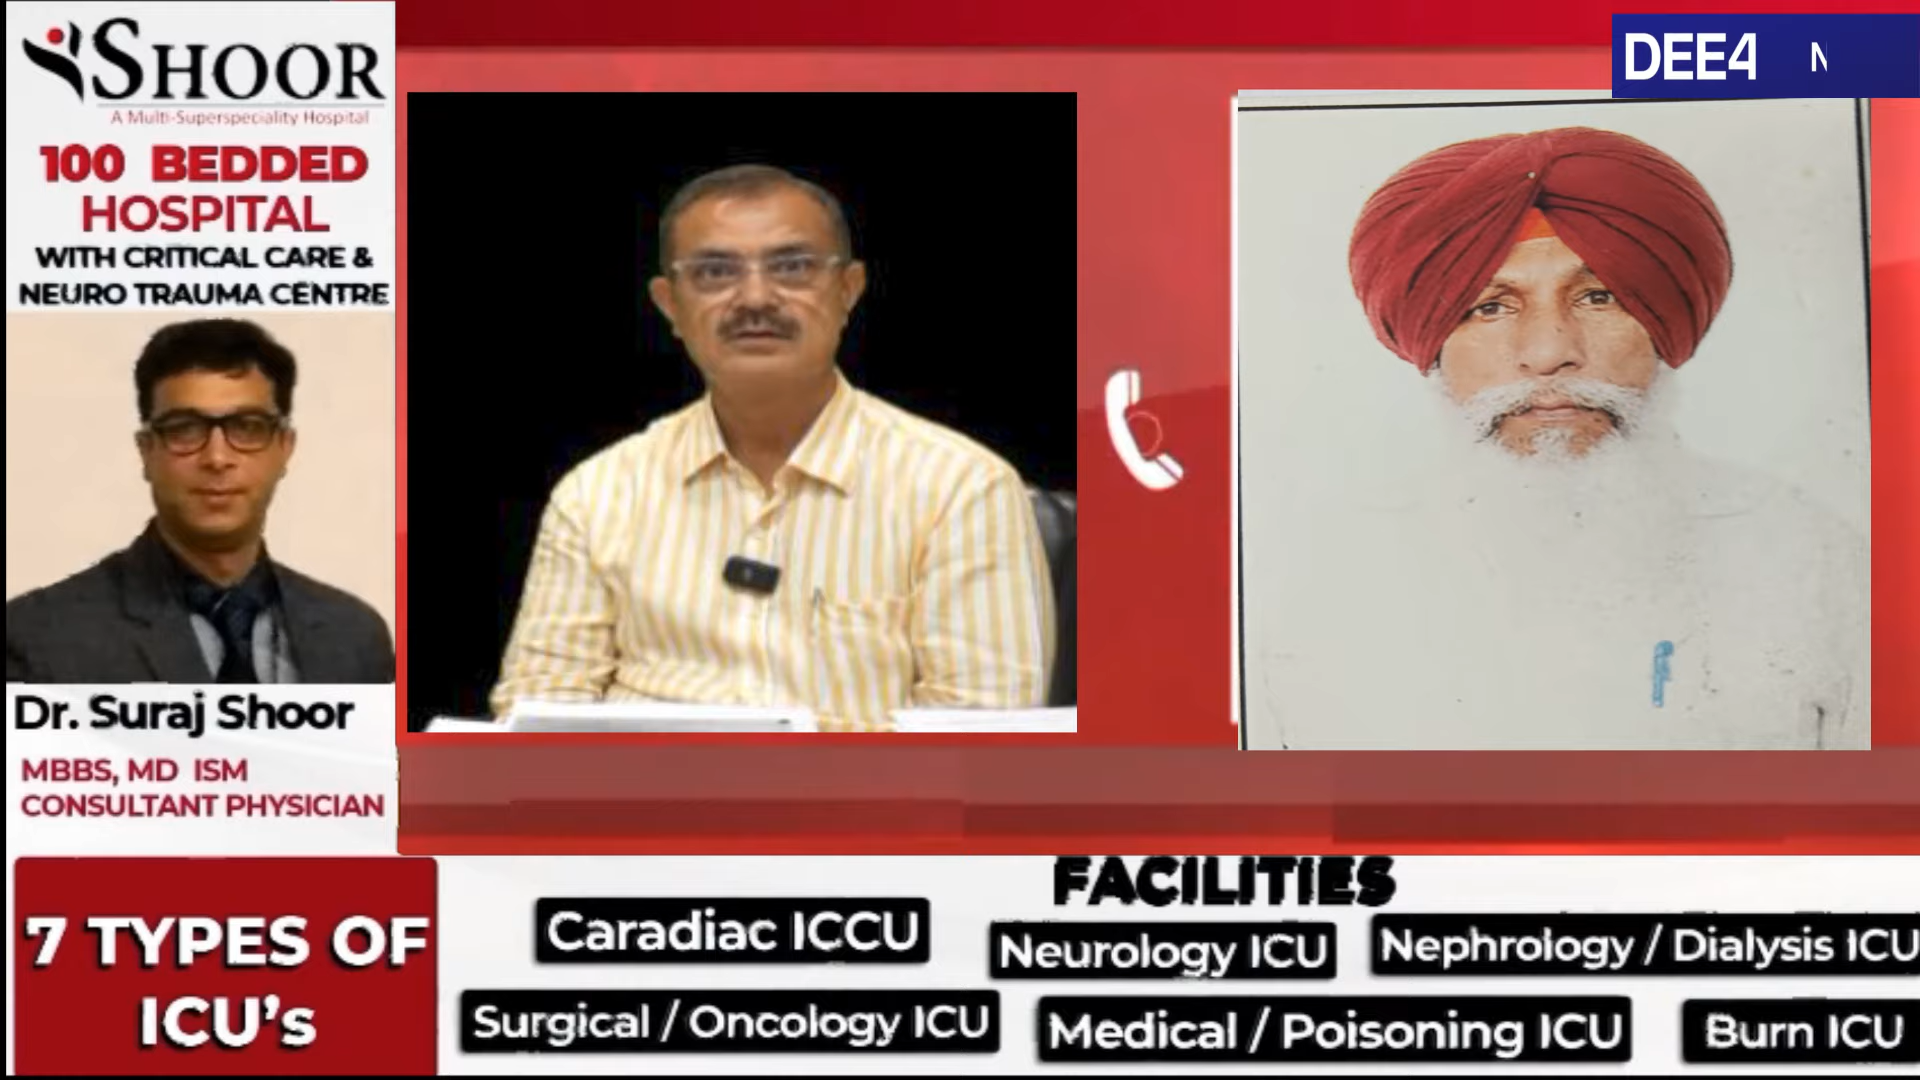 SHOOR
A Multi-Superspeciality Hospital
100 BEDDED
HOSPITAL
WITH CRITICAL CARE &
NEURO TRAUMA CENTRE
Dr. Suraj Shoor
MBBS, MD ISM
CONSULTANT PHYSICIAN
DEE4 N
7 TYPES OF
ICU's
FACILITIES
Caradiac ICCU
Neurology ICU
Nephrology / Dialysis ICU
Surgical / Oncology ICU
Medical / Poisoning ICU
Burn ICU